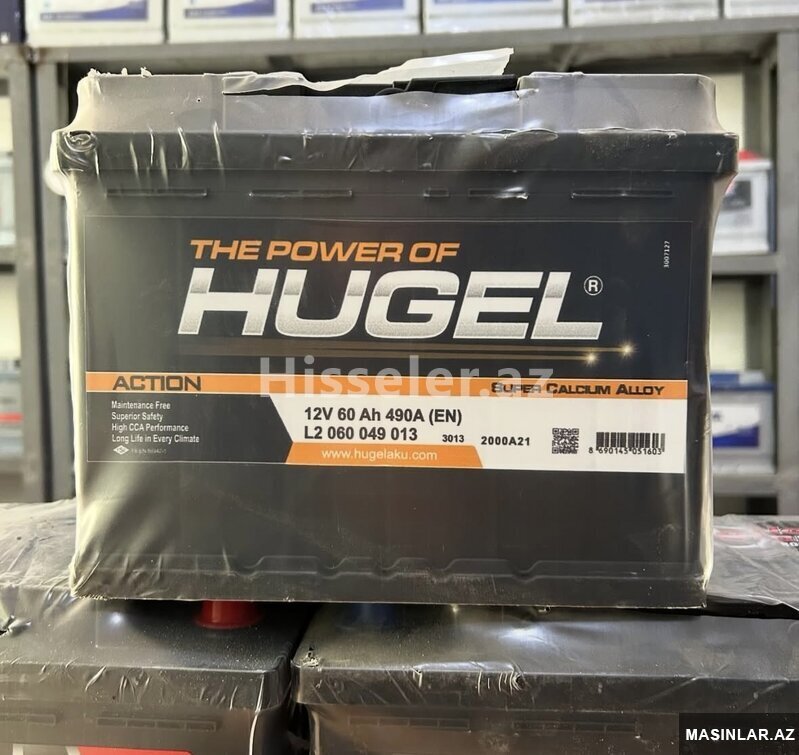 THE POWER OF
HUGEL®
3007127
Hisseler.az
ACTION
SUPER CALCIUM ALLOY
Maintenance Free
Superior Safety
High CCA Performance
Long Life in Every Climate
12V 60 Ah 490A (EN)
L2 060 049 013 3013 2000A21
8 690145 051603
www.hugelaku.com
MASINLAR.AZ